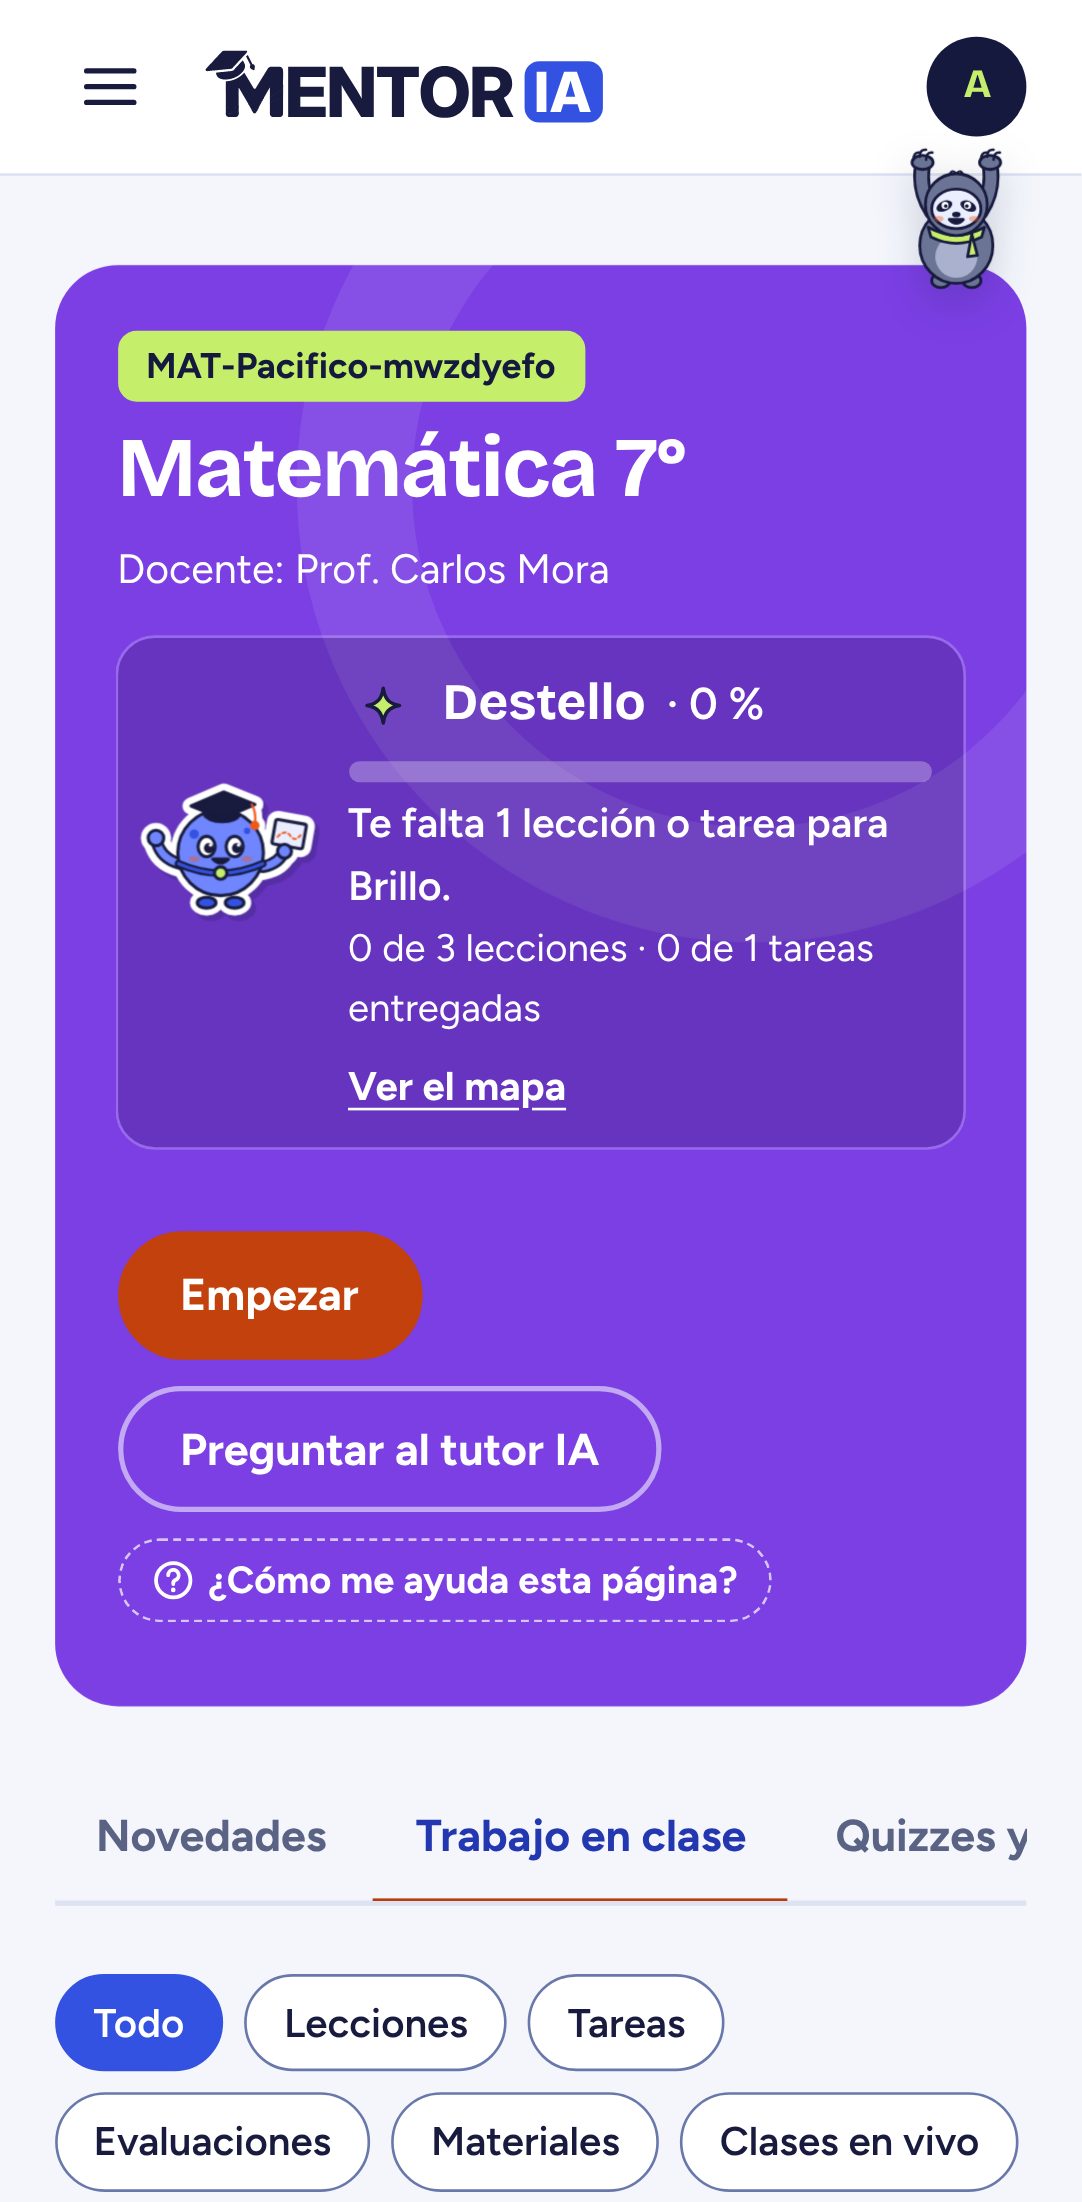 MENTOR IA
A
MAT-Pacifico-mwzdyefo
Matemática 7°
Docente: Prof. Carlos Mora
Destello · 0 %
Te falta 1 lección o tarea para
Brillo.
0 de 3 lecciones · 0 de 1 tareas
entregadas
Ver el mapa
Empezar
Preguntar al tutor IA
¿Cómo me ayuda esta página?
Novedades Trabajo en clase Quizzes y
Todo Lecciones Tareas
Evaluaciones Materiales Clases en vivo